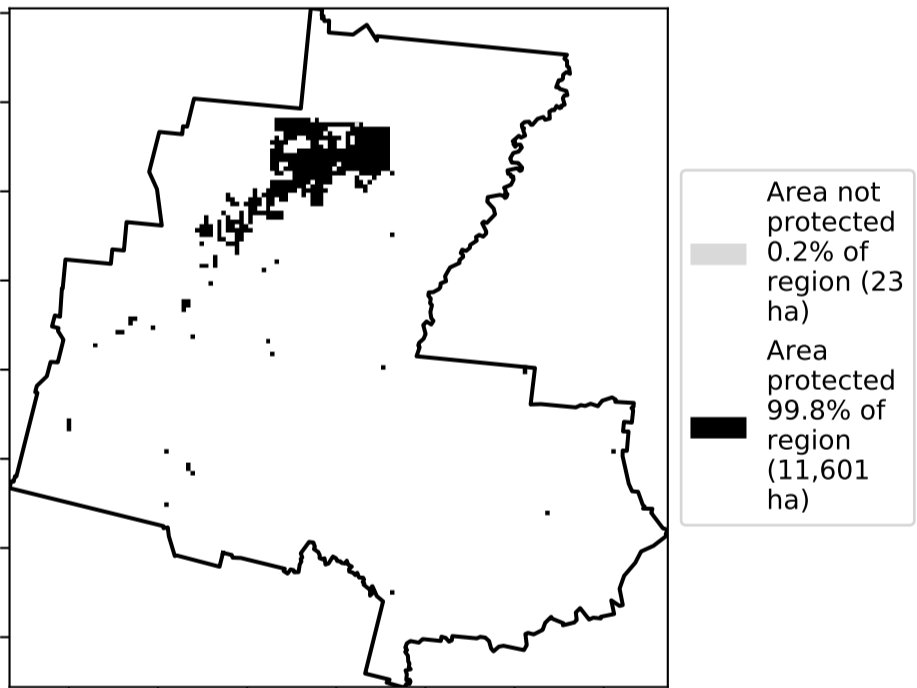 Area not
protected
0.2% of
region (23
ha)
Area
protected
99.8% of
region
(11,601
ha)